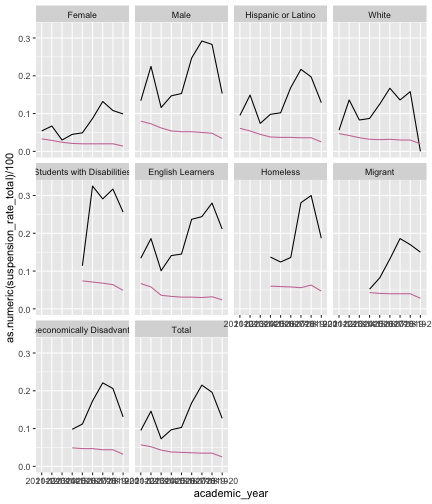 Female
Male
Hispanic or Latino
White
0.3
0.2
0.1
0.0
Students with Disabilities
English Learners
Homeless
Migrant
0.3
0.2
0.1
0.0
oeconomically Disadvant
Total
0.3
0.2
0.1
0.0
as.numeric(suspension_rate_total)/100
academic_year